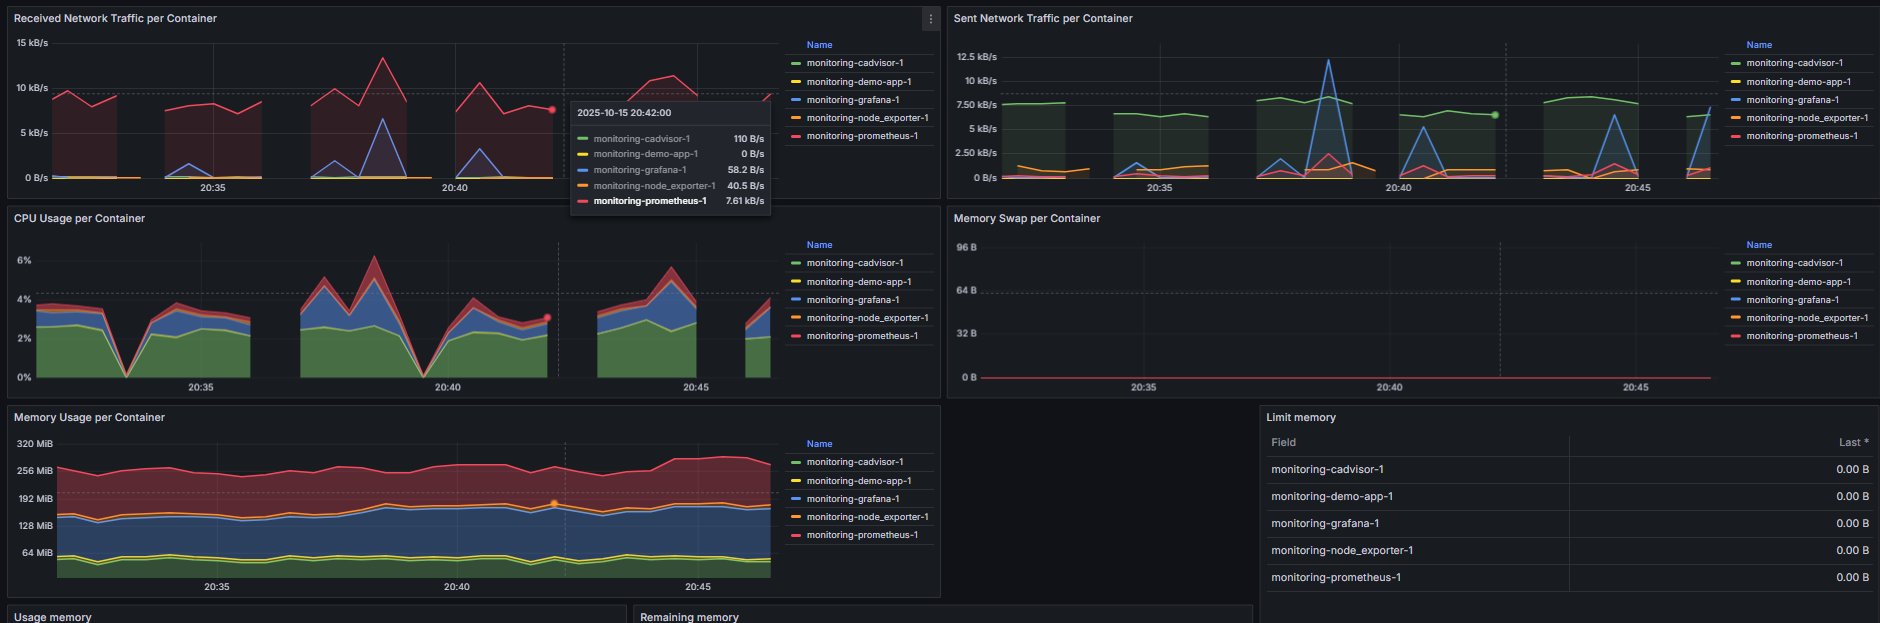 Received Network Traffic per Container
15 kB/s
10 kB/s
5 kB/s
0 B/s
20:35
20:40
Name
monitoring-cadvisor-1
monitoring-demo-app-1
monitoring-grafana-1
monitoring-node_exporter-1
monitoring-prometheus-1
2025-10-15 20:42:00
monitoring-cadvisor-1 110 B/s
monitoring-demo-app-1 0 B/s
monitoring-grafana-1 58.2 B/s
monitoring-node_exporter-1 40.5 B/s
monitoring-prometheus-1 7.61 kB/s
Sent Network Traffic per Container
12.5 kB/s
10 kB/s
7.50 kB/s
5 kB/s
2.50 kB/s
0 B/s
20:35
20:40
20:45
Name
monitoring-cadvisor-1
monitoring-demo-app-1
monitoring-grafana-1
monitoring-node_exporter-1
monitoring-prometheus-1
CPU Usage per Container
6%
4%
2%
0%
20:35
20:40
20:45
Name
monitoring-cadvisor-1
monitoring-demo-app-1
monitoring-grafana-1
monitoring-node_exporter-1
monitoring-prometheus-1
Memory Swap per Container
96 B
64 B
32 B
0 B
20:35
20:40
20:45
Name
monitoring-cadvisor-1
monitoring-demo-app-1
monitoring-grafana-1
monitoring-node_exporter-1
monitoring-prometheus-1
Memory Usage per Container
320 MiB
256 MiB
192 MiB
128 MiB
64 MiB
20:35
20:40
20:45
Name
monitoring-cadvisor-1
monitoring-demo-app-1
monitoring-grafana-1
monitoring-node_exporter-1
monitoring-prometheus-1
Limit memory
Field Last *
monitoring-cadvisor-1 0.00 B
monitoring-demo-app-1 0.00 B
monitoring-grafana-1 0.00 B
monitoring-node_exporter-1 0.00 B
monitoring-prometheus-1 0.00 B
Usage memory
Remaining memory